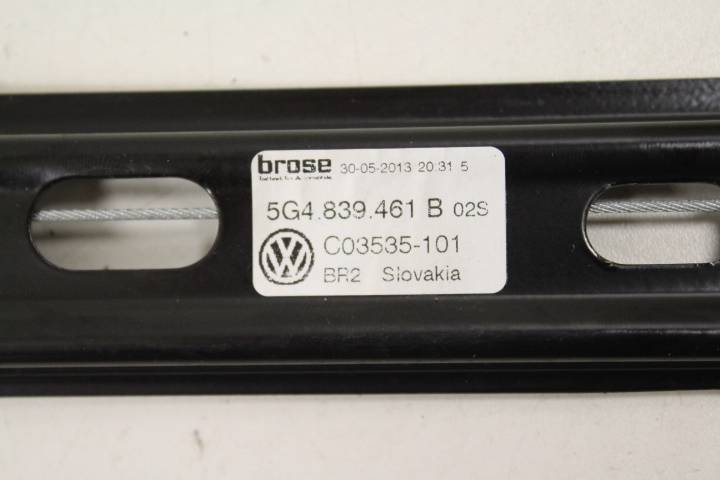 brose 30-05-2013 20:31 5
5G4.839.461 B 02S
C03535-101
BR2 Slovakia